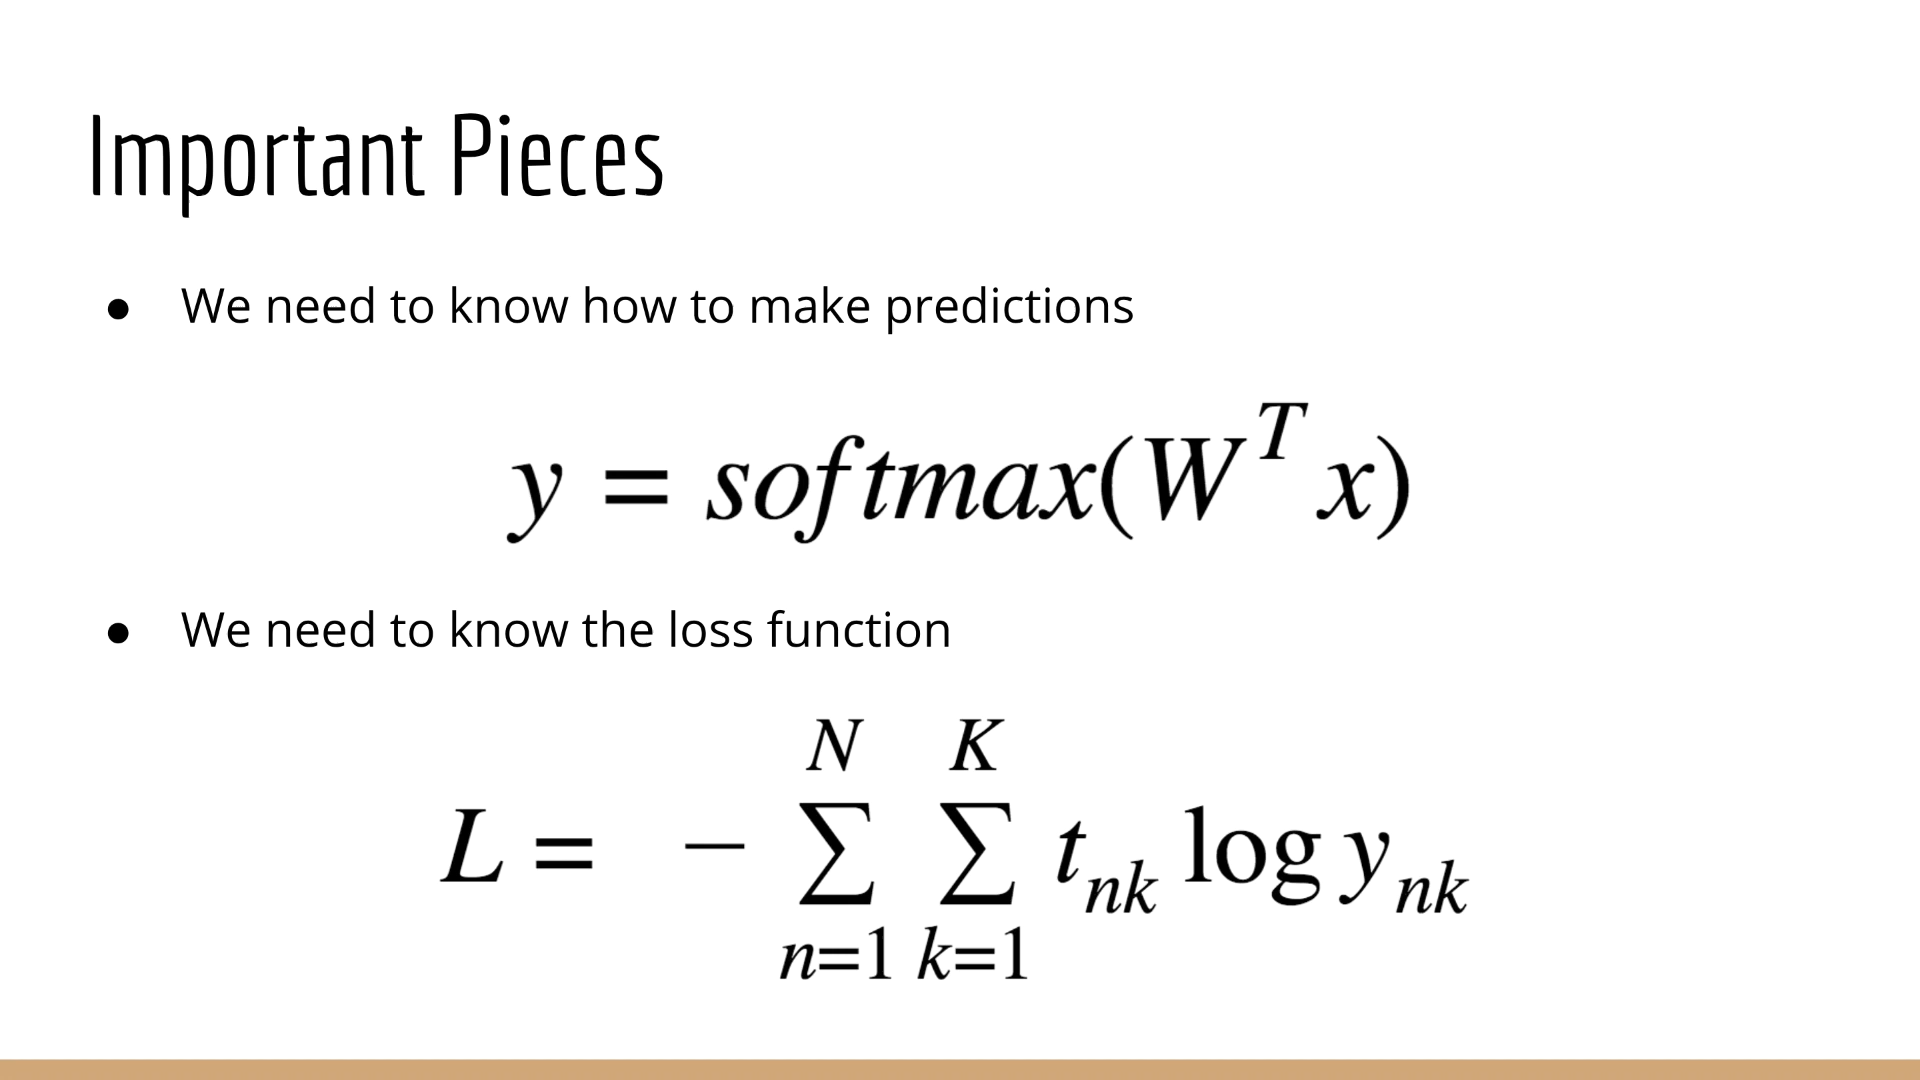 Important Pieces
● We need to know how to make predictions
y = softmax(W^T x)
● We need to know the loss function
L = − ∑_{n=1}^{N} ∑_{k=1}^{K} t_{nk} log y_{nk}